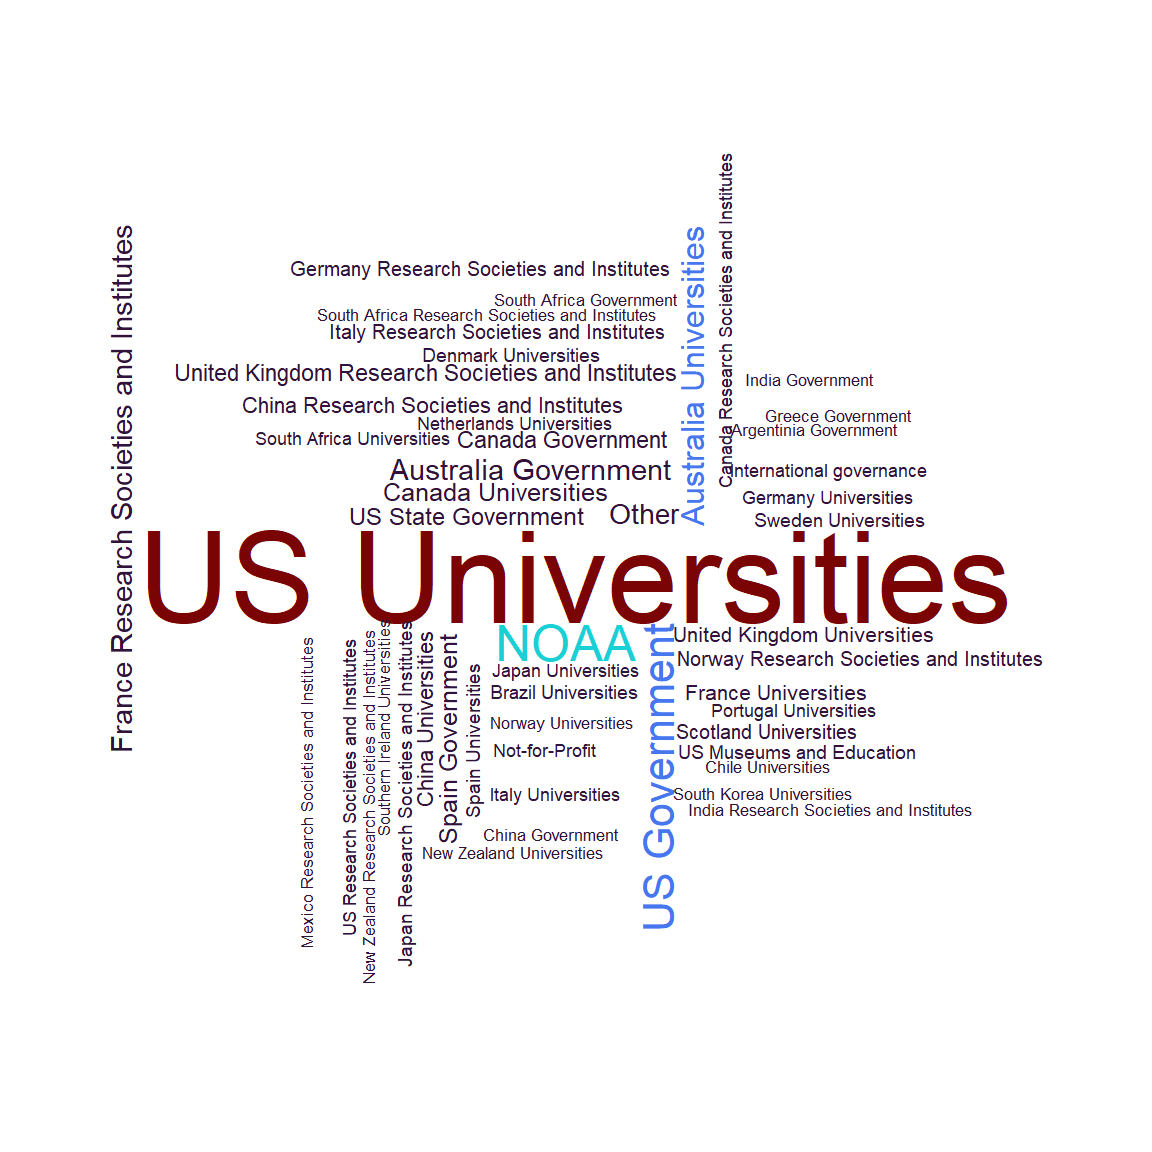 France Research Societies and Institutes
Germany Research Societies and Institutes
South Africa Government
South Africa Research Societies and Institutes
Italy Research Societies and Institutes
Denmark Universities
United Kingdom Research Societies and Institutes
China Research Societies and Institutes
Netherlands Universities
South Africa Universities
Canada Government
Australia Government
Canada Universities
US State Government
Other
Australia Universities
Canada Research Societies and Institutes
India Government
Greece Government
Argentinia Government
International governance
Germany Universities
Sweden Universities
US Universities
Mexico Research Societies and Institutes
US Research Societies and Institutes
New Zealand Research Societies and Institutes
Southern Ireland Universities
Japan Research Societies and Institutes
China Universities
Spain Government
Spain Universities
NOAA
Japan Universities
Brazil Universities
Norway Universities
Not-for-Profit
Italy Universities
China Government
New Zealand Universities
US Government
United Kingdom Universities
Norway Research Societies and Institutes
France Universities
Portugal Universities
Scotland Universities
US Museums and Education
Chile Universities
South Korea Universities
India Research Societies and Institutes